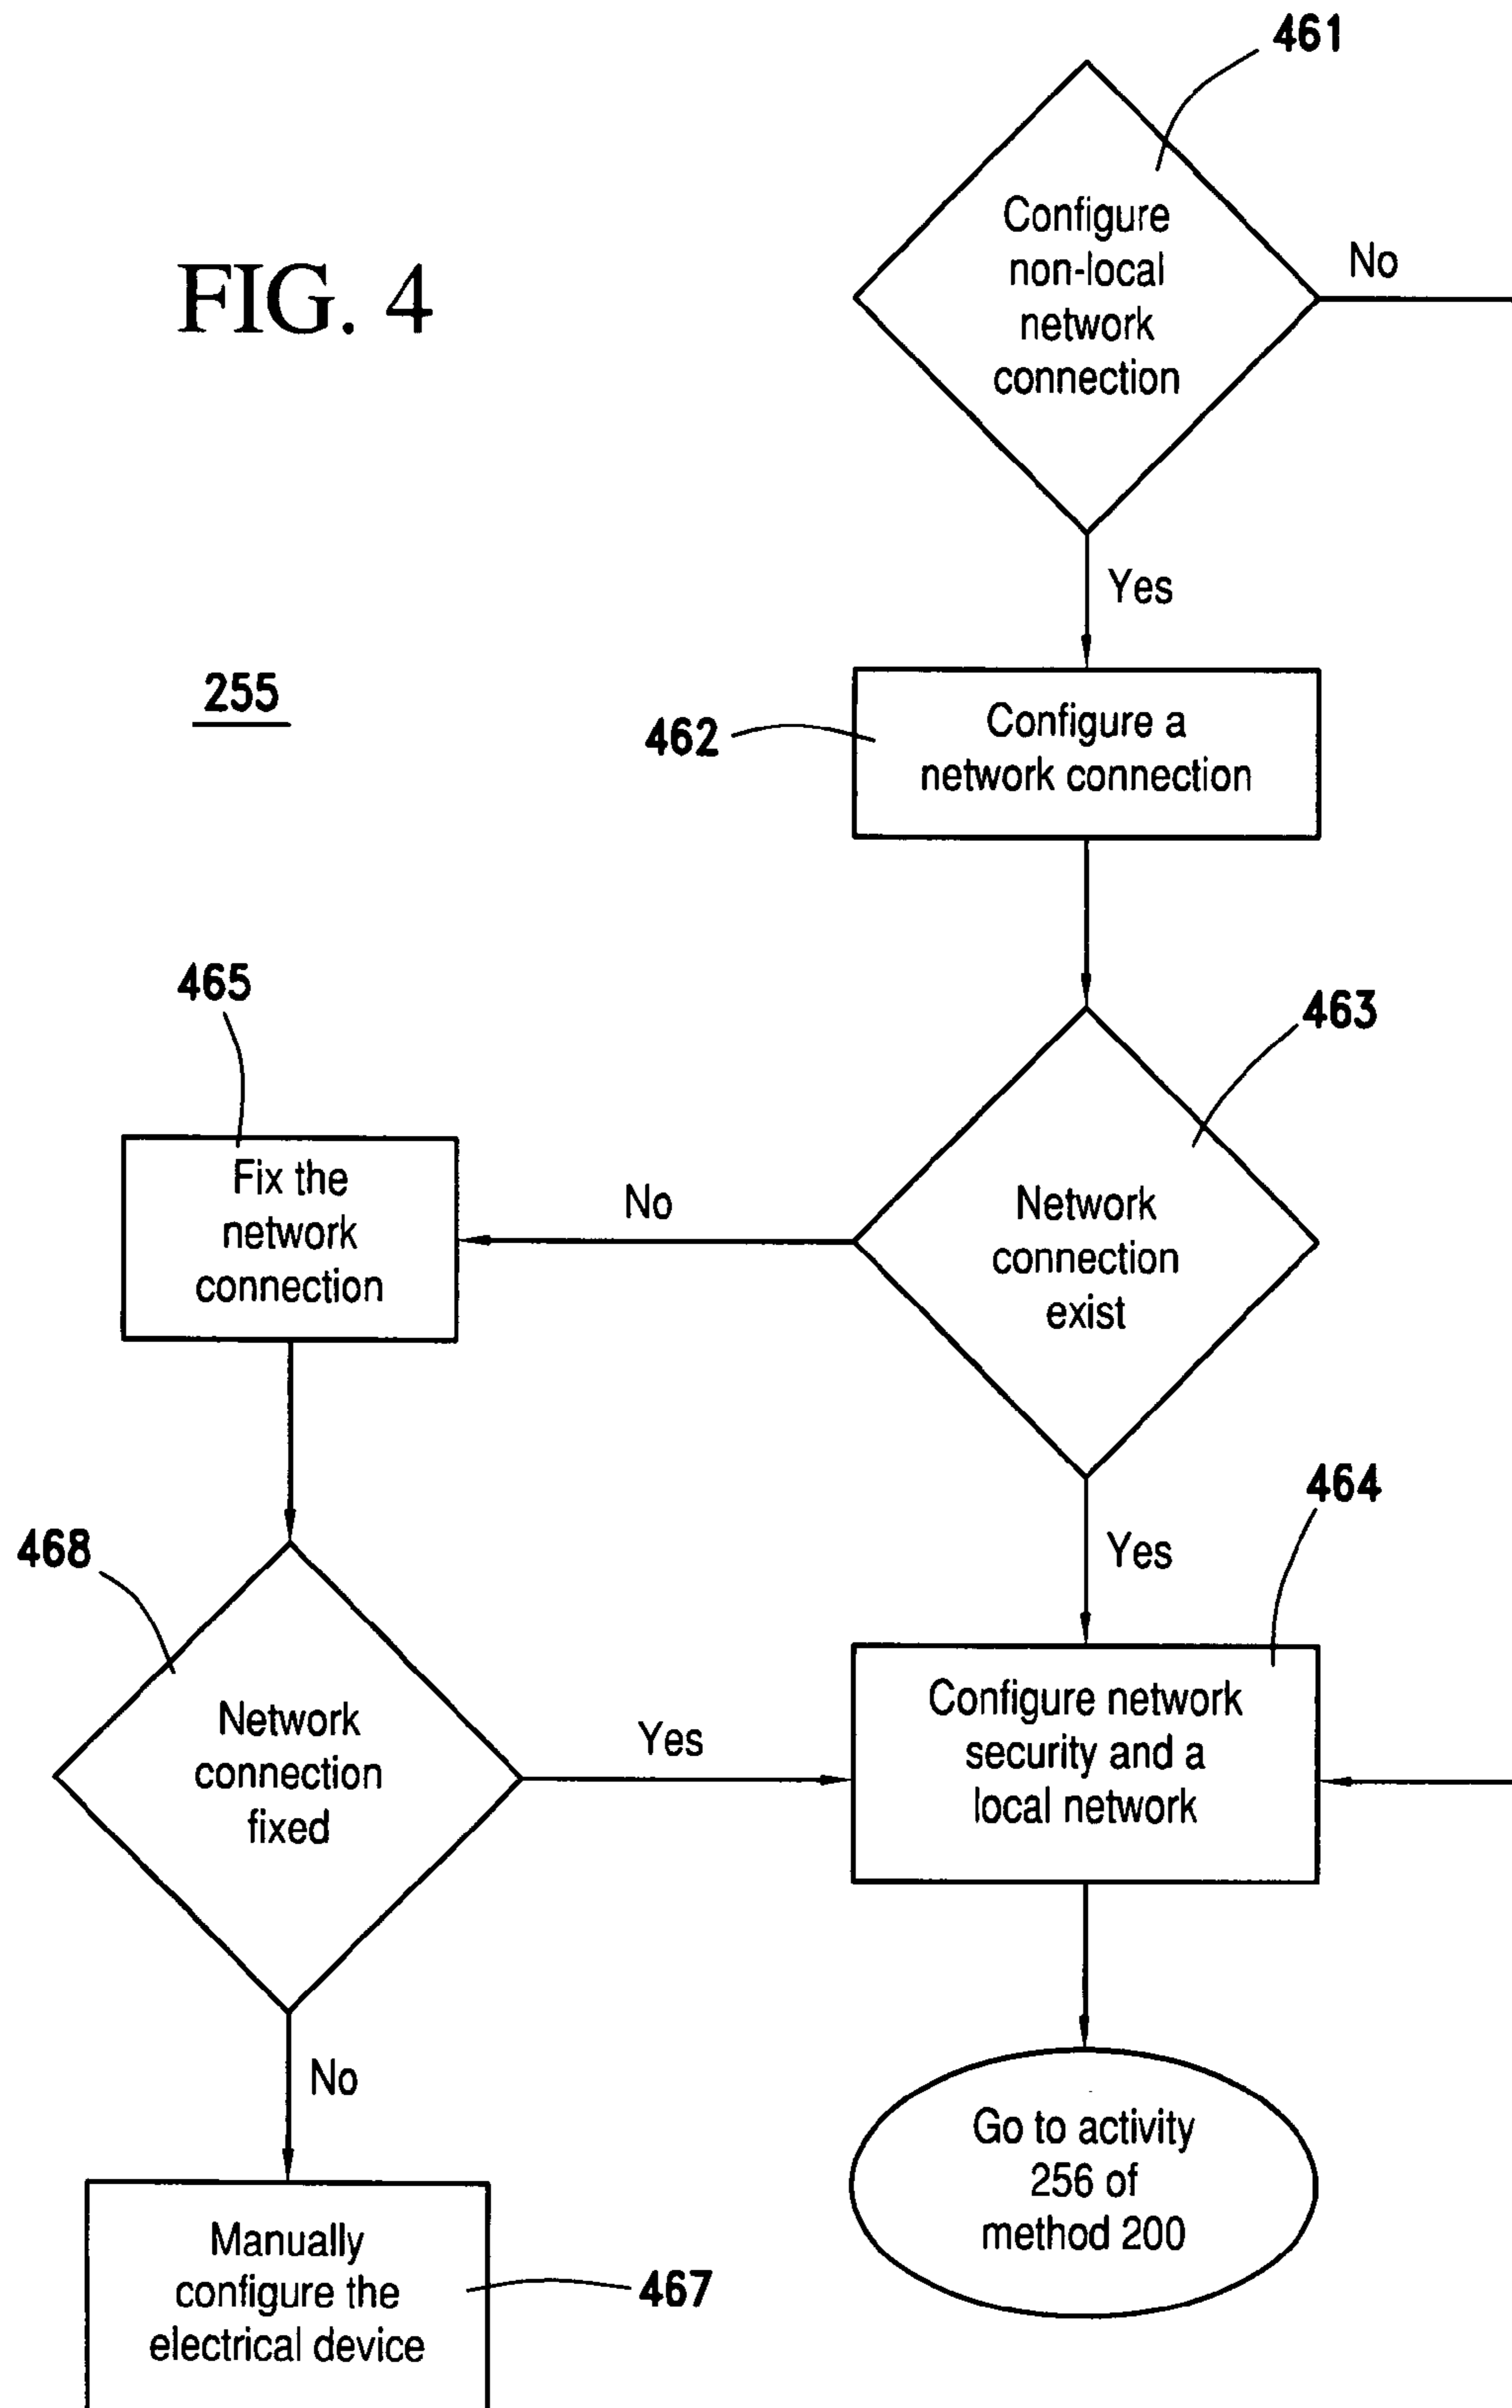 461
Configure
non-local
network
connection
No
FIG. 4
Yes
255
462
Configure a
network connection
465
463
Fix the
network
connection
No
Network
connection
exist
464
468
Yes
Network
connection
fixed
Yes
Configure network
security and a
local network
No
Go to activity
256 of
method 200
Manually
configure the
electrical device
467